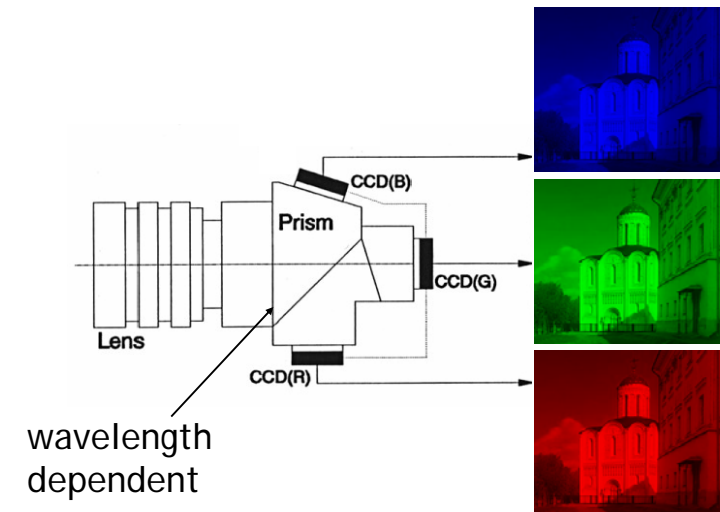 CCD(B)
Prism
CCD(G)
Lens
CCD(R)
wavelength
dependent